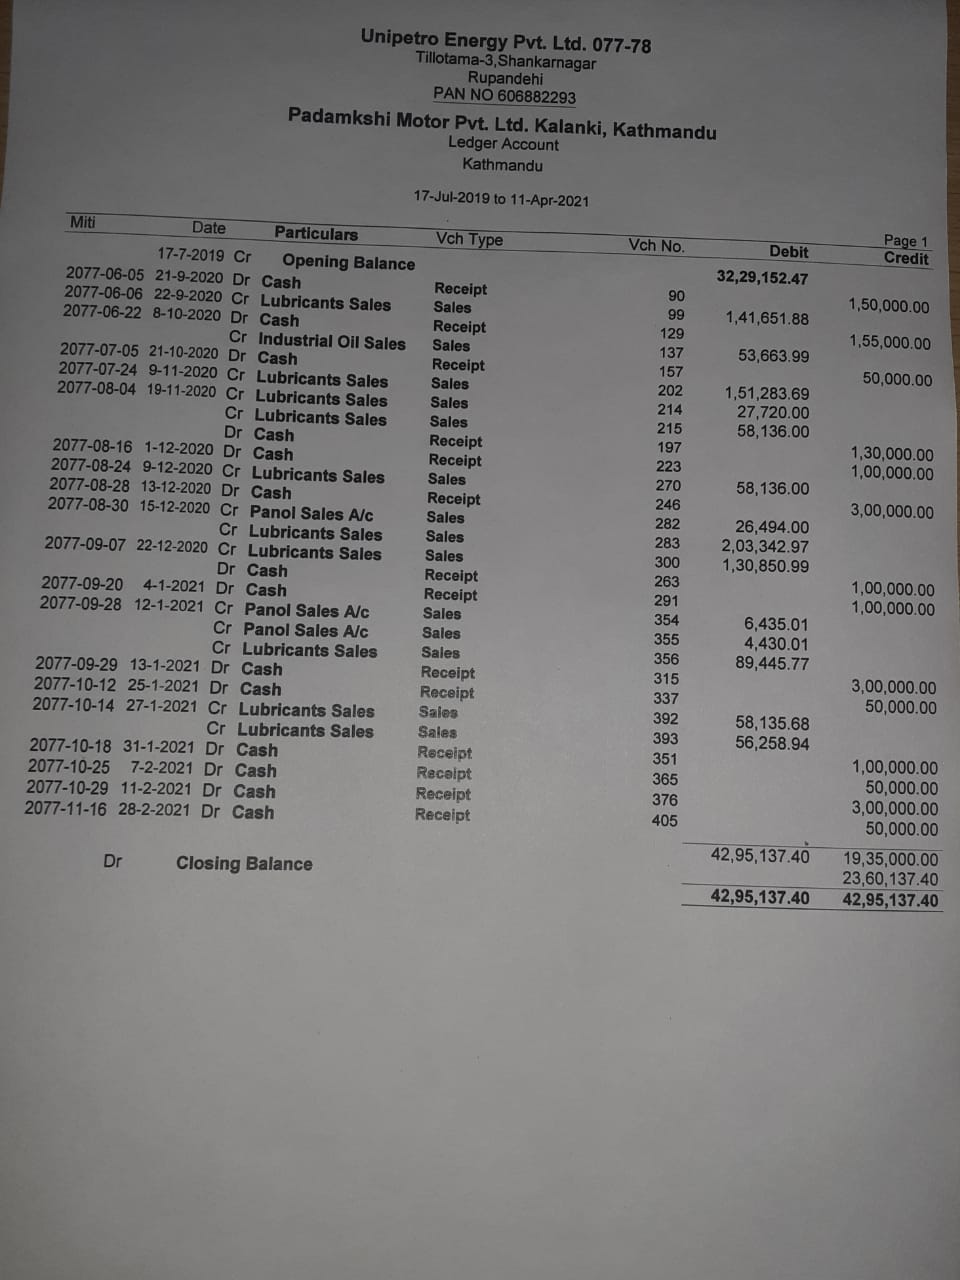 Unipetro Energy Pvt. Ltd. 077-78
Tillotama-3,Shankarnagar
Rupandehi
PAN NO 606882293
Padamkshi Motor Pvt. Ltd. Kalanki, Kathmandu
Ledger Account
Kathmandu
17-Jul-2019 to 11-Apr-2021
Page 1
Miti Date Particulars Vch Type Vch No. Debit Credit
17-7-2019 Cr Opening Balance 32,29,152.47
2077-06-05 21-9-2020 Dr Cash Receipt 90 1,50,000.00
2077-06-06 22-9-2020 Cr Lubricants Sales Sales 99 1,41,651.88
2077-06-22 8-10-2020 Dr Cash Receipt 129 1,55,000.00
Cr Industrial Oil Sales Sales 137 53,663.99
2077-07-05 21-10-2020 Dr Cash Receipt 157 50,000.00
2077-07-24 9-11-2020 Cr Lubricants Sales Sales 202 1,51,283.69
2077-08-04 19-11-2020 Cr Lubricants Sales Sales 214 27,720.00
Cr Lubricants Sales Sales 215 58,136.00
Dr Cash Receipt 197 1,30,000.00
2077-08-16 1-12-2020 Dr Cash Receipt 223 1,00,000.00
2077-08-24 9-12-2020 Cr Lubricants Sales Sales 270 58,136.00
2077-08-28 13-12-2020 Dr Cash Receipt 246 3,00,000.00
2077-08-30 15-12-2020 Cr Panol Sales A/c Sales 282 26,494.00
Cr Lubricants Sales Sales 283 2,03,342.97
2077-09-07 22-12-2020 Cr Lubricants Sales Sales 300 1,30,850.99
Dr Cash Receipt 263 1,00,000.00
2077-09-20 4-1-2021 Dr Cash Receipt 291 1,00,000.00
2077-09-28 12-1-2021 Cr Panol Sales A/c Sales 354 6,435.01
Cr Panol Sales A/c Sales 355 4,430.01
Cr Lubricants Sales Sales 356 89,445.77
2077-09-29 13-1-2021 Dr Cash Receipt 315 3,00,000.00
2077-10-12 25-1-2021 Dr Cash Receipt 337 50,000.00
2077-10-14 27-1-2021 Cr Lubricants Sales Sales 392 58,135.68
Cr Lubricants Sales Sales 393 56,258.94
2077-10-18 31-1-2021 Dr Cash Receipt 351 1,00,000.00
2077-10-25 7-2-2021 Dr Cash Receipt 365 50,000.00
2077-10-29 11-2-2021 Dr Cash Receipt 376 3,00,000.00
2077-11-16 28-2-2021 Dr Cash Receipt 405 50,000.00
42,95,137.40 19,35,000.00
Dr Closing Balance 23,60,137.40
42,95,137.40 42,95,137.40